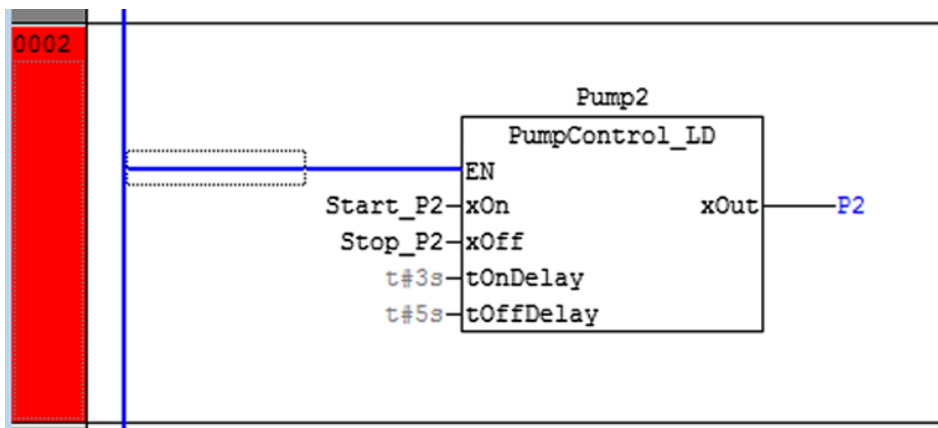 0002
Pump2
PumpControl_LD
EN
Start_P2 xOn xOut P2
Stop_P2 xOff
t#3s tOnDelay
t#5s tOffDelay